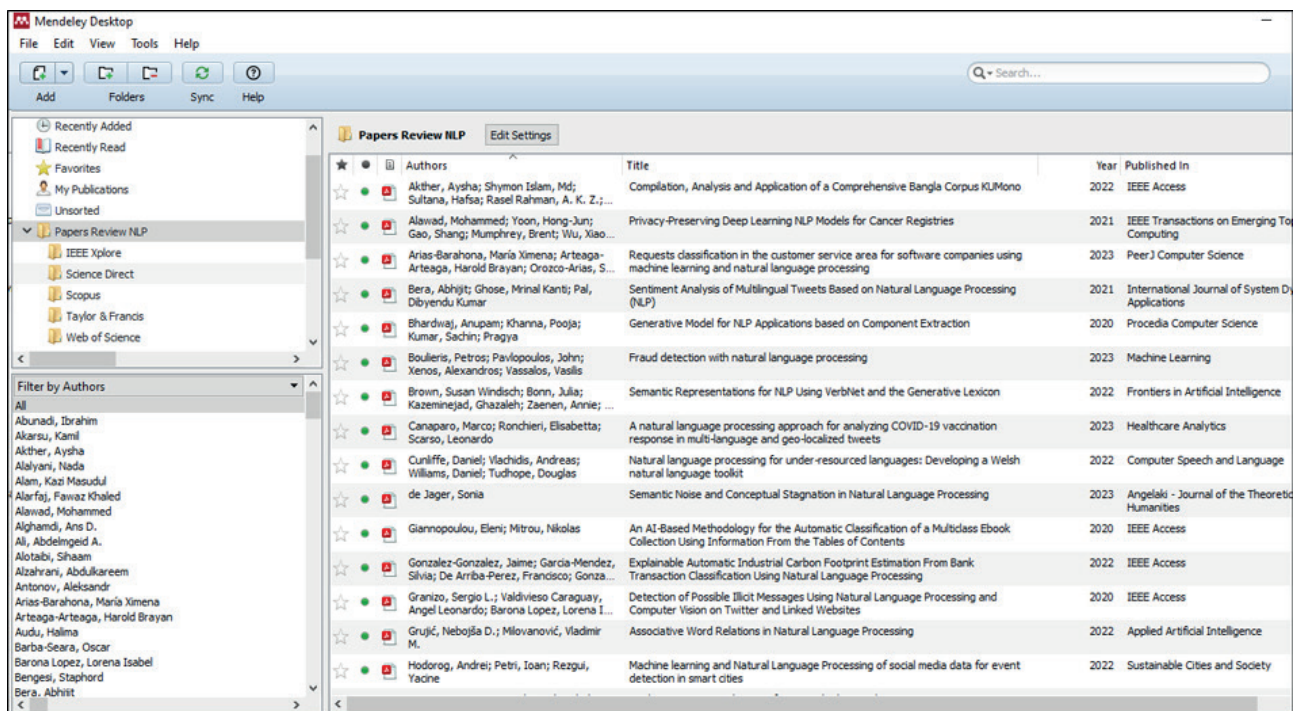 Mendeley Desktop
File Edit View Tools Help
Search...
Add Folders Sync Help
Recently Added
Recently Read
Favorites
My Publications
Unsorted
Papers Review NLP
IEEE Xplore
Science Direct
Scopus
Taylor & Francis
Web of Science
Filter by Authors
All
Abunadi, Ibrahim
Akarsu, Kamil
Akther, Aysha
Alalyani, Nada
Alam, Kazi Masudul
Alarfaj, Fawaz Khaled
Alawad, Mohammed
Alghamdi, Ans D.
Ali, Abdelmgeid A.
Alotaibi, Sihaam
Alzahrani, Abdulkareem
Antonov, Aleksandr
Arias-Barahona, María Ximena
Arteaga-Arteaga, Harold Brayan
Audu, Halima
Barba-Seara, Oscar
Barona Lopez, Lorena Isabel
Bengesi, Staphord
Bera, Abhijit
Papers Review NLP Edit Settings
Authors Title Year Published In
Akther, Aysha; Shymon Islam, Md; Compilation, Analysis and Application of a Comprehensive Bangla Corpus KUMono 2022 IEEE Access
Sultana, Hafsa; Rasel Rahman, A. K. Z.;...
Alawad, Mohammed; Yoon, Hong-Jun; Privacy-Preserving Deep Learning NLP Models for Cancer Registries 2021 IEEE Transactions on Emerging Top
Gao, Shang; Mumphrey, Brent; Wu, Xiao... Computing
Arias-Barahona, María Ximena; Arteaga- Requests classification in the customer service area for software companies using 2023 PeerJ Computer Science
Arteaga, Harold Brayan; Orozco-Arias, S... machine learning and natural language processing
Bera, Abhijit; Ghose, Mrinal Kanti; Pal, Sentiment Analysis of Multilingual Tweets Based on Natural Language Processing 2021 International Journal of System Dy
Dibyendu Kumar (NLP) Applications
Bhardwaj, Anupam; Khanna, Pooja; Generative Model for NLP Applications based on Component Extraction 2020 Procedia Computer Science
Kumar, Sachin; Pragya
Boulieris, Petros; Pavlopoulos, John; Fraud detection with natural language processing 2023 Machine Learning
Xenos, Alexandros; Vassalos, Vasilis
Brown, Susan Windisch; Bonn, Julia; Semantic Representations for NLP Using VerbNet and the Generative Lexicon 2022 Frontiers in Artificial Intelligence
Kazeminejad, Ghazaleh; Zaenen, Annie; ...
Canaparo, Marco; Ronchieri, Elisabetta; A natural language processing approach for analyzing COVID-19 vaccination 2023 Healthcare Analytics
Scarso, Leonardo response in multi-language and geo-localized tweets
Cunliffe, Daniel; Vlachidis, Andreas; Natural language processing for under-resourced languages: Developing a Welsh 2022 Computer Speech and Language
Williams, Daniel; Tudhope, Douglas natural language toolkit
de Jager, Sonia Semantic Noise and Conceptual Stagnation in Natural Language Processing 2023 Angelaki - Journal of the Theoretic
Humanities
Giannopoulou, Eleni; Mitrou, Nikolas An AI-Based Methodology for the Automatic Classification of a Multiclass Ebook 2020 IEEE Access
Collection Using Information From the Tables of Contents
Gonzalez-Gonzalez, Jaime; Garcia-Mendez, Explainable Automatic Industrial Carbon Footprint Estimation From Bank 2022 IEEE Access
Silvia; De Arriba-Perez, Francisco; Gonza... Transaction Classification Using Natural Language Processing
Granizo, Sergio L.; Valdivieso Caraguay, Detection of Possible Illicit Messages Using Natural Language Processing and 2020 IEEE Access
Angel Leonardo; Barona Lopez, Lorena I... Computer Vision on Twitter and Linked Websites
Grujić, Nebojša D.; Milovanović, Vladimir Associative Word Relations in Natural Language Processing 2022 Applied Artificial Intelligence
M.
Hodorog, Andrei; Petri, Ioan; Rezgui, Machine learning and Natural Language Processing of social media data for event 2022 Sustainable Cities and Society
Yacine detection in smart cities